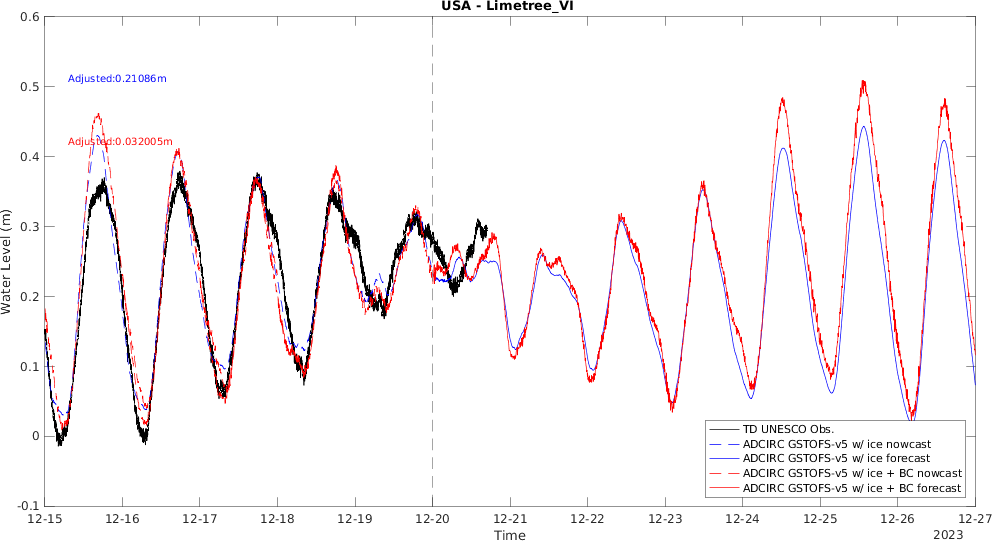 USA - Limetree_VI
0.6
0.5
0.4
0.3
0.2
0.1
0
-0.1
Water Level (m)
Adjusted:0.21086m
Adjusted:0.032005m
TD UNESCO Obs.
ADCIRC GSTOFS-v5 w/ ice nowcast
ADCIRC GSTOFS-v5 w/ ice forecast
ADCIRC GSTOFS-v5 w/ ice + BC nowcast
ADCIRC GSTOFS-v5 w/ ice + BC forecast
12-15 12-16 12-17 12-18 12-19 12-20 12-21 12-22 12-23 12-24 12-25 12-26 12-27
Time
2023